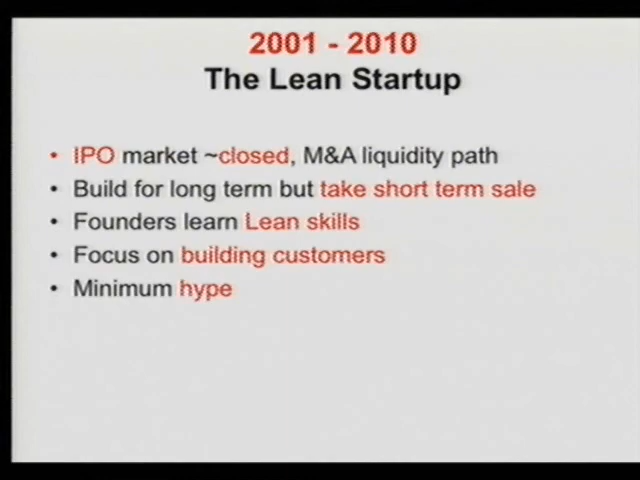 2001 - 2010
The Lean Startup
• IPO market ~closed, M&A liquidity path
• Build for long term but take short term sale
• Founders learn Lean skills
• Focus on building customers
• Minimum hype